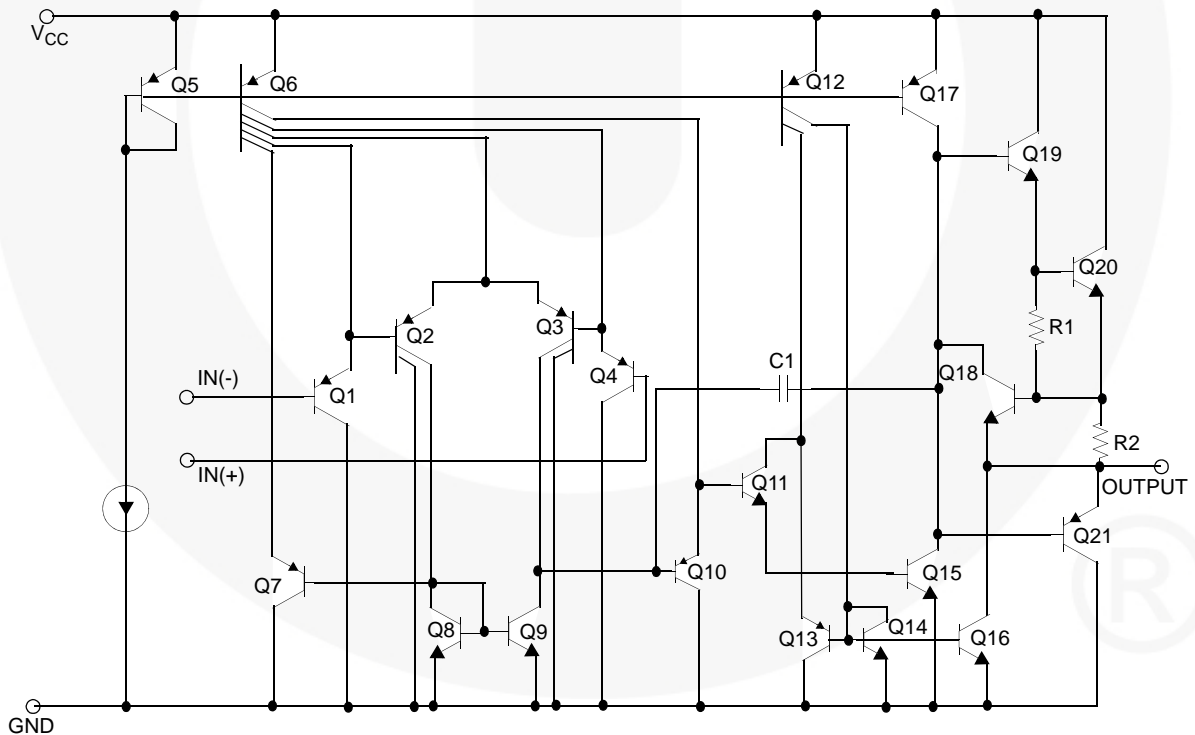 VCC
Q5
Q6
Q12
Q17
Q19
Q20
R1
Q2
Q3
C1
Q18
IN(-)
Q1
Q4
R2
IN(+)
Q11
OUTPUT
Q21
Q7
Q10
Q15
Q8
Q9
Q13
Q14
Q16
GND
®